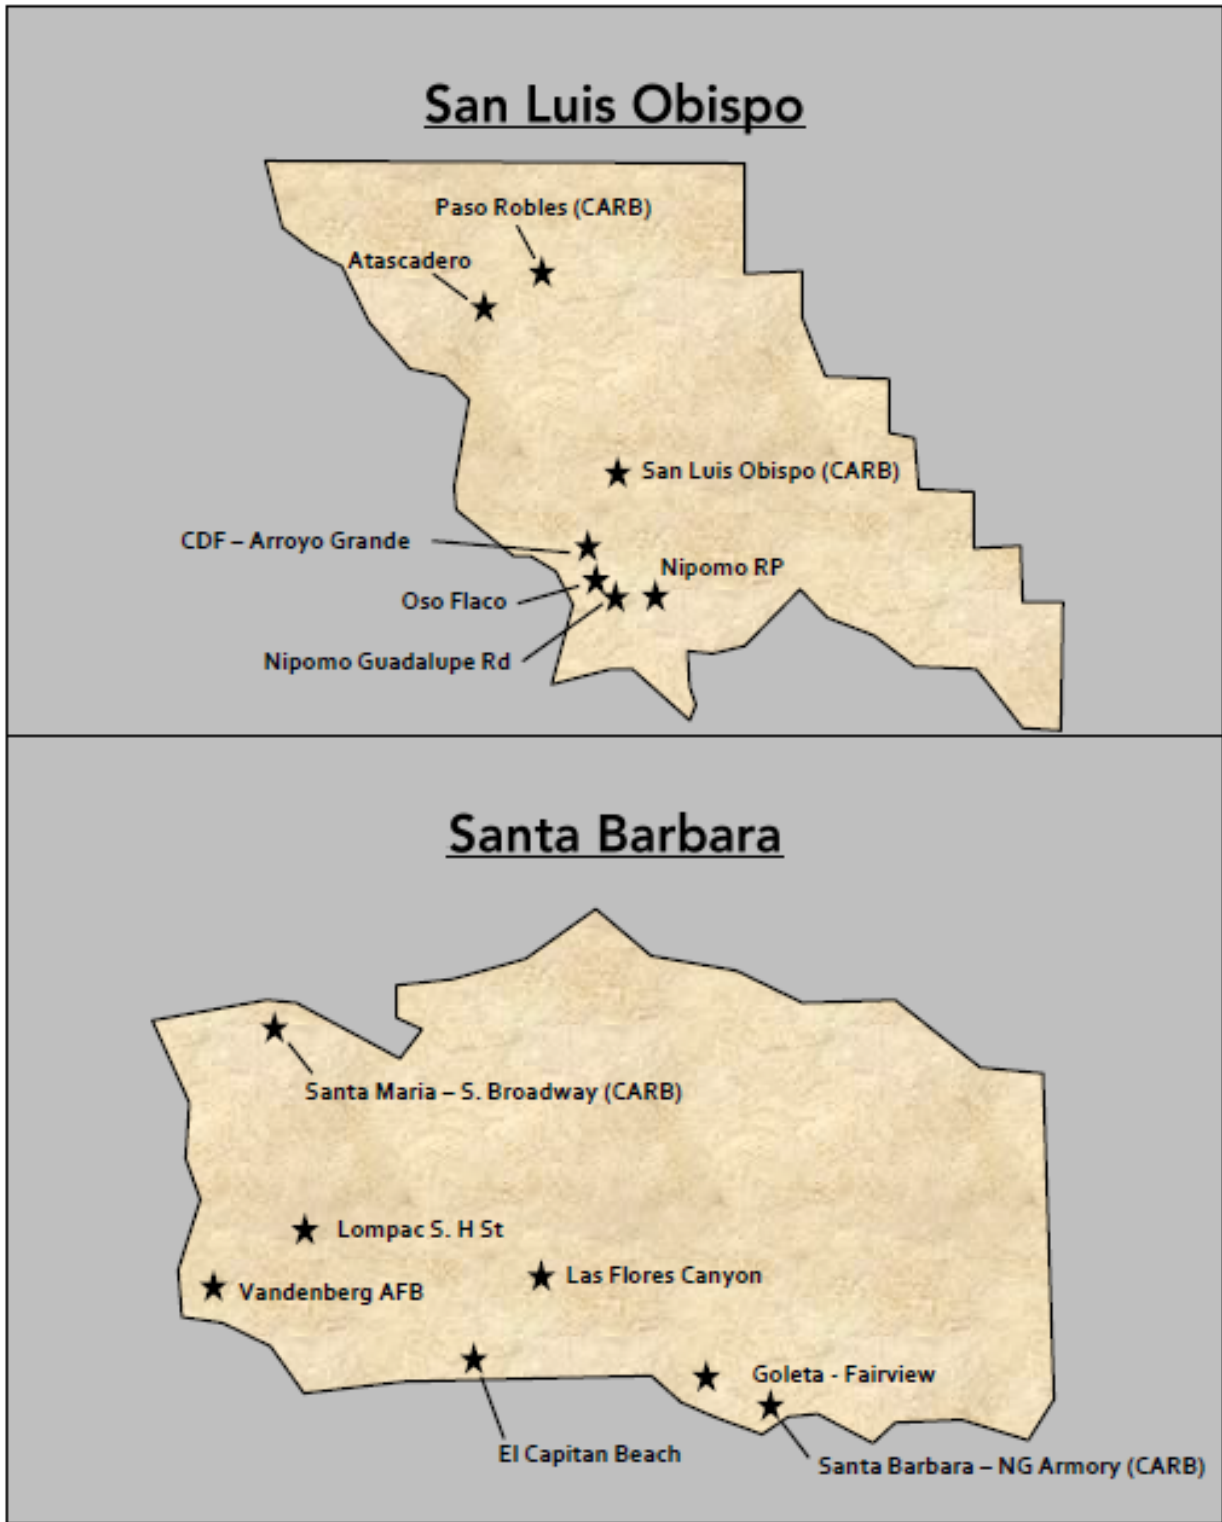 San Luis Obispo
Paso Robles (CARB)
Atascadero
San Luis Obispo (CARB)
CDF – Arroyo Grande
Nipomo RP
Oso Flaco
Nipomo Guadalupe Rd
Santa Barbara
Santa Maria – S. Broadway (CARB)
Lompac S. H St
Las Flores Canyon
Vandenberg AFB
Goleta - Fairview
El Capitan Beach
Santa Barbara – NG Armory (CARB)